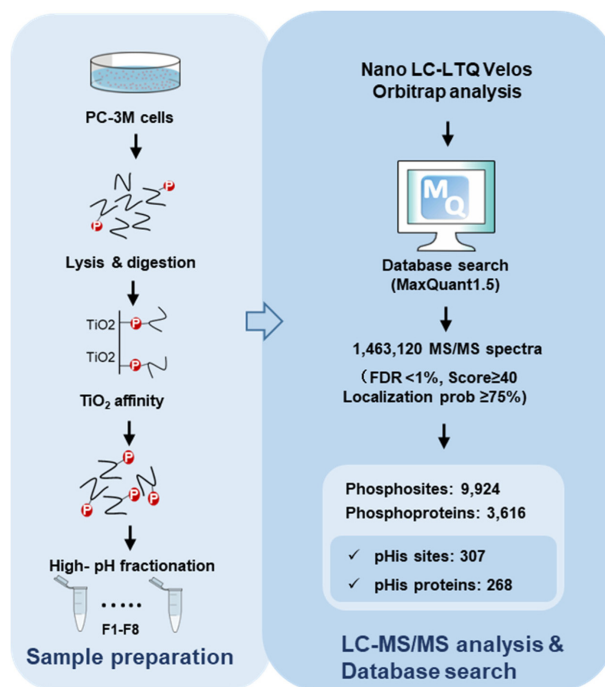 PC-3M cells
P
P
Lysis & digestion
TiO2
P
TiO2
P
TiO₂ affinity
P
P
P
P
High- pH fractionation
.....
F1-F8
Sample preparation
Nano LC-LTQ Velos
Orbitrap analysis
M
Q
Database search
(MaxQuant1.5)
1,463,120 MS/MS spectra
(FDR <1%, Score≥40
Localization prob ≥75%)
Phosphosites: 9,924
Phosphoproteins: 3,616
✓ pHis sites: 307
✓ pHis proteins: 268
LC-MS/MS analysis &
Database search